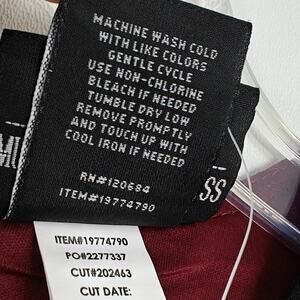 MACHINE WASH COLD
WITH LIKE COLORS
GENTLE CYCLE
USE NON-CHLORINE
BLEACH IF NEEDED
TUMBLE DRY LOW
REMOVE PROMPTLY
AND TOUCH UP WITH
COOL IRON IF NEEDED
RN#120684
ITEM#19774790
SS
ITEM#19774790
PO#2277337
CUT#202463
CUT DATE: